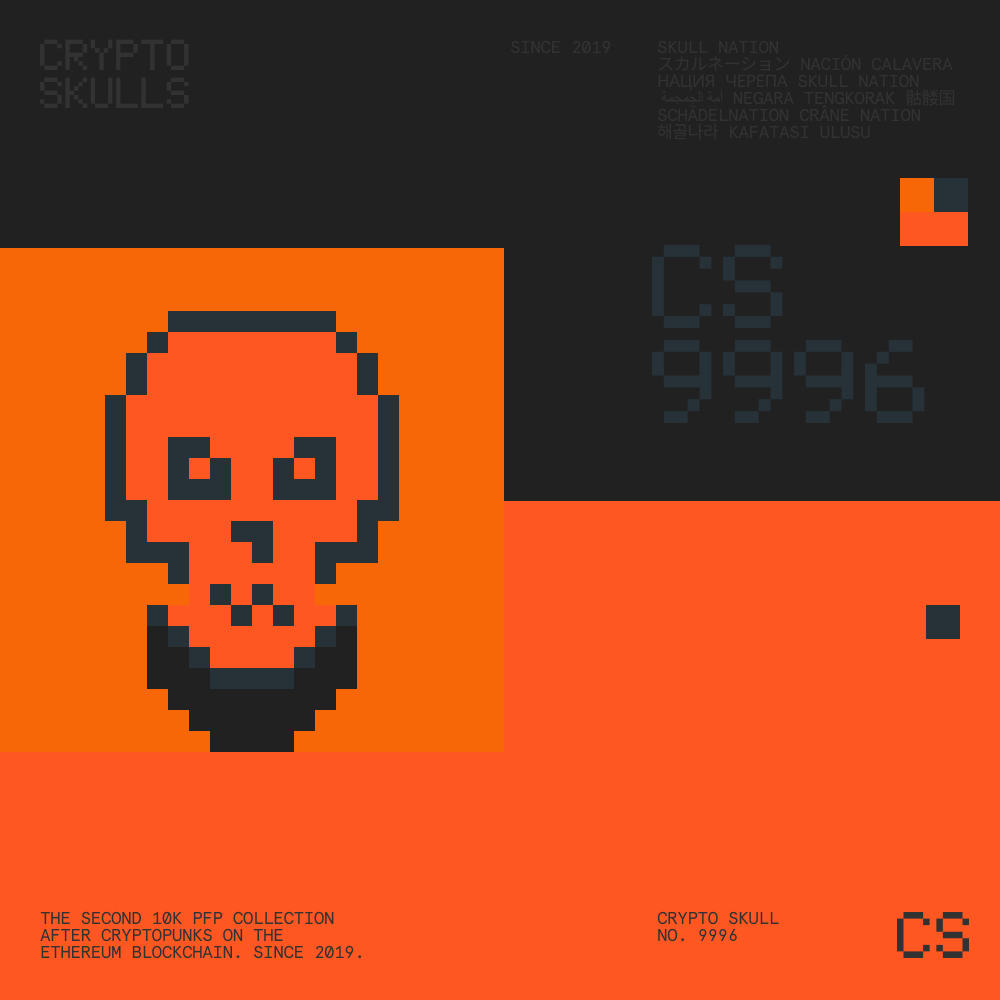 CRYPTO
SKULLS
SINCE 2019
SKULL NATION
スカルネーション NACIÓN CALAVERA
НАЦИЯ ЧЕРЕПА SKULL NATION
أمة الجمجمة NEGARA TENGKORAK 骷髅国
SCHÄDELNATION CRÂNE NATION
해골나라 KAFATASI ULUSU
CS
9996
THE SECOND 10K PFP COLLECTION
AFTER CRYPTOPUNKS ON THE
ETHEREUM BLOCKCHAIN. SINCE 2019.
CRYPTO SKULL
NO. 9996
CS